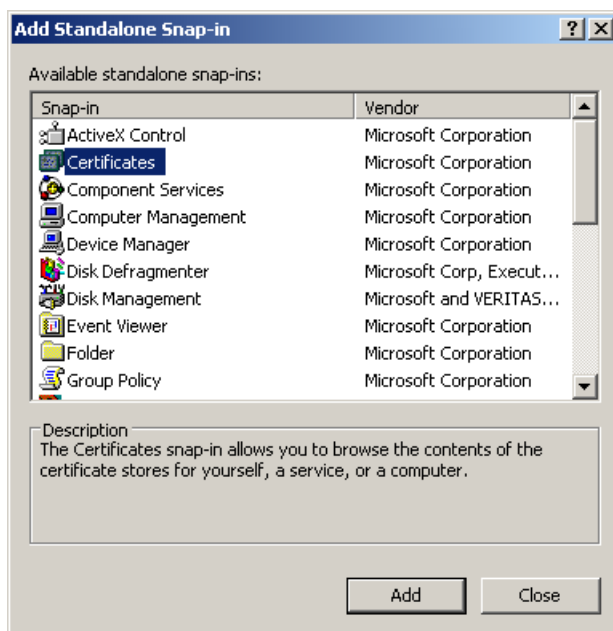 Add Standalone Snap-in
Available standalone snap-ins:
Snap-in Vendor
ActiveX Control Microsoft Corporation
Certificates Microsoft Corporation
Component Services Microsoft Corporation
Computer Management Microsoft Corporation
Device Manager Microsoft Corporation
Disk Defragmenter Microsoft Corp, Execut...
Disk Management Microsoft and VERITAS...
Event Viewer Microsoft Corporation
Folder Microsoft Corporation
Group Policy Microsoft Corporation
Description
The Certificates snap-in allows you to browse the contents of the
certificate stores for yourself, a service, or a computer.
Add Close